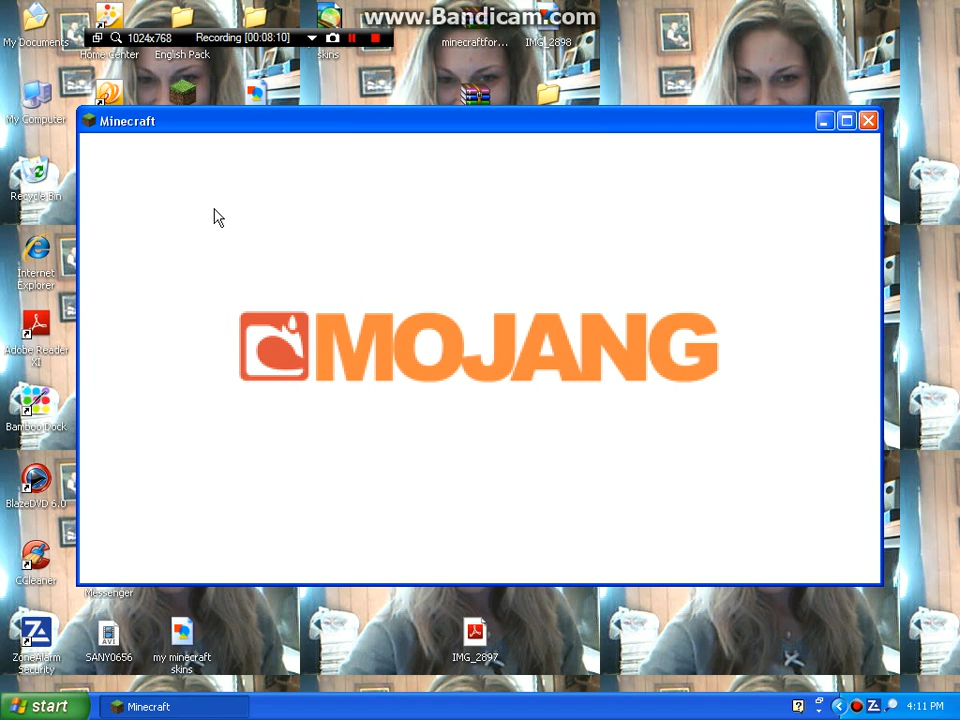 www.Bandicam.com
1024x768
Recording [00:08:10]
My Documents
Home Center
English Pack
skins
minecraftfor...
IMG_2898
My Computer
Minecraft
Recycle Bin
MOJANG
Internet
Explorer
Adobe Reader
XI
Bamboo Dock
BlazeDVD 6.0
CCleaner
Messenger
ZoneAlarm
Security
SANY0656
my minecraft
skins
IMG_2897
start
Minecraft
4:11 PM